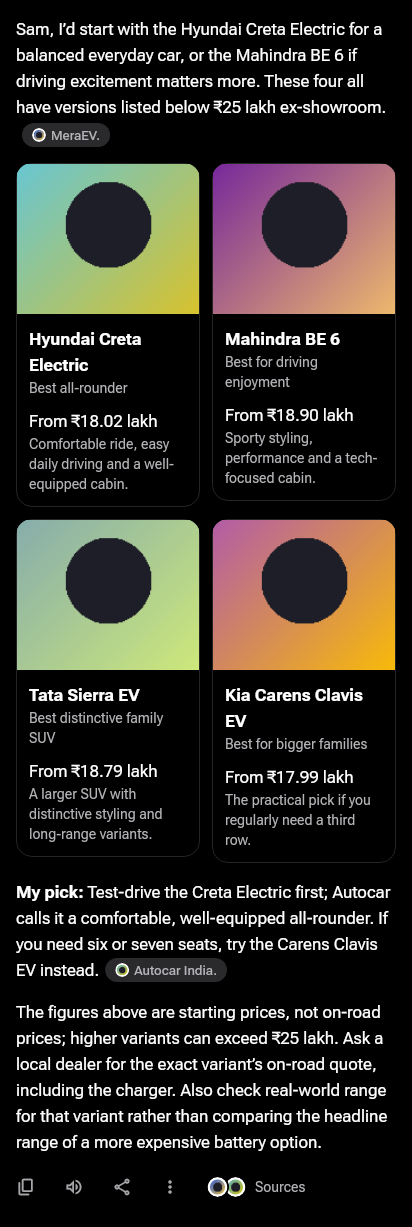 Sam, I’d start with the Hyundai Creta Electric for a
balanced everyday car, or the Mahindra BE 6 if
driving excitement matters more. These four all
have versions listed below ₹25 lakh ex-showroom.
MeraEV.
Hyundai Creta
Electric
Best all-rounder
From ₹18.02 lakh
Comfortable ride, easy
daily driving and a well-
equipped cabin.
Mahindra BE 6
Best for driving
enjoyment
From ₹18.90 lakh
Sporty styling,
performance and a tech-
focused cabin.
Tata Sierra EV
Best distinctive family
SUV
From ₹18.79 lakh
A larger SUV with
distinctive styling and
long-range variants.
Kia Carens Clavis
EV
Best for bigger families
From ₹17.99 lakh
The practical pick if you
regularly need a third
row.
My pick: Test-drive the Creta Electric first; Autocar
calls it a comfortable, well-equipped all-rounder. If
you need six or seven seats, try the Carens Clavis
EV instead. Autocar India.
The figures above are starting prices, not on-road
prices; higher variants can exceed ₹25 lakh. Ask a
local dealer for the exact variant’s on-road quote,
including the charger. Also check real-world range
for that variant rather than comparing the headline
range of a more expensive battery option.
Sources